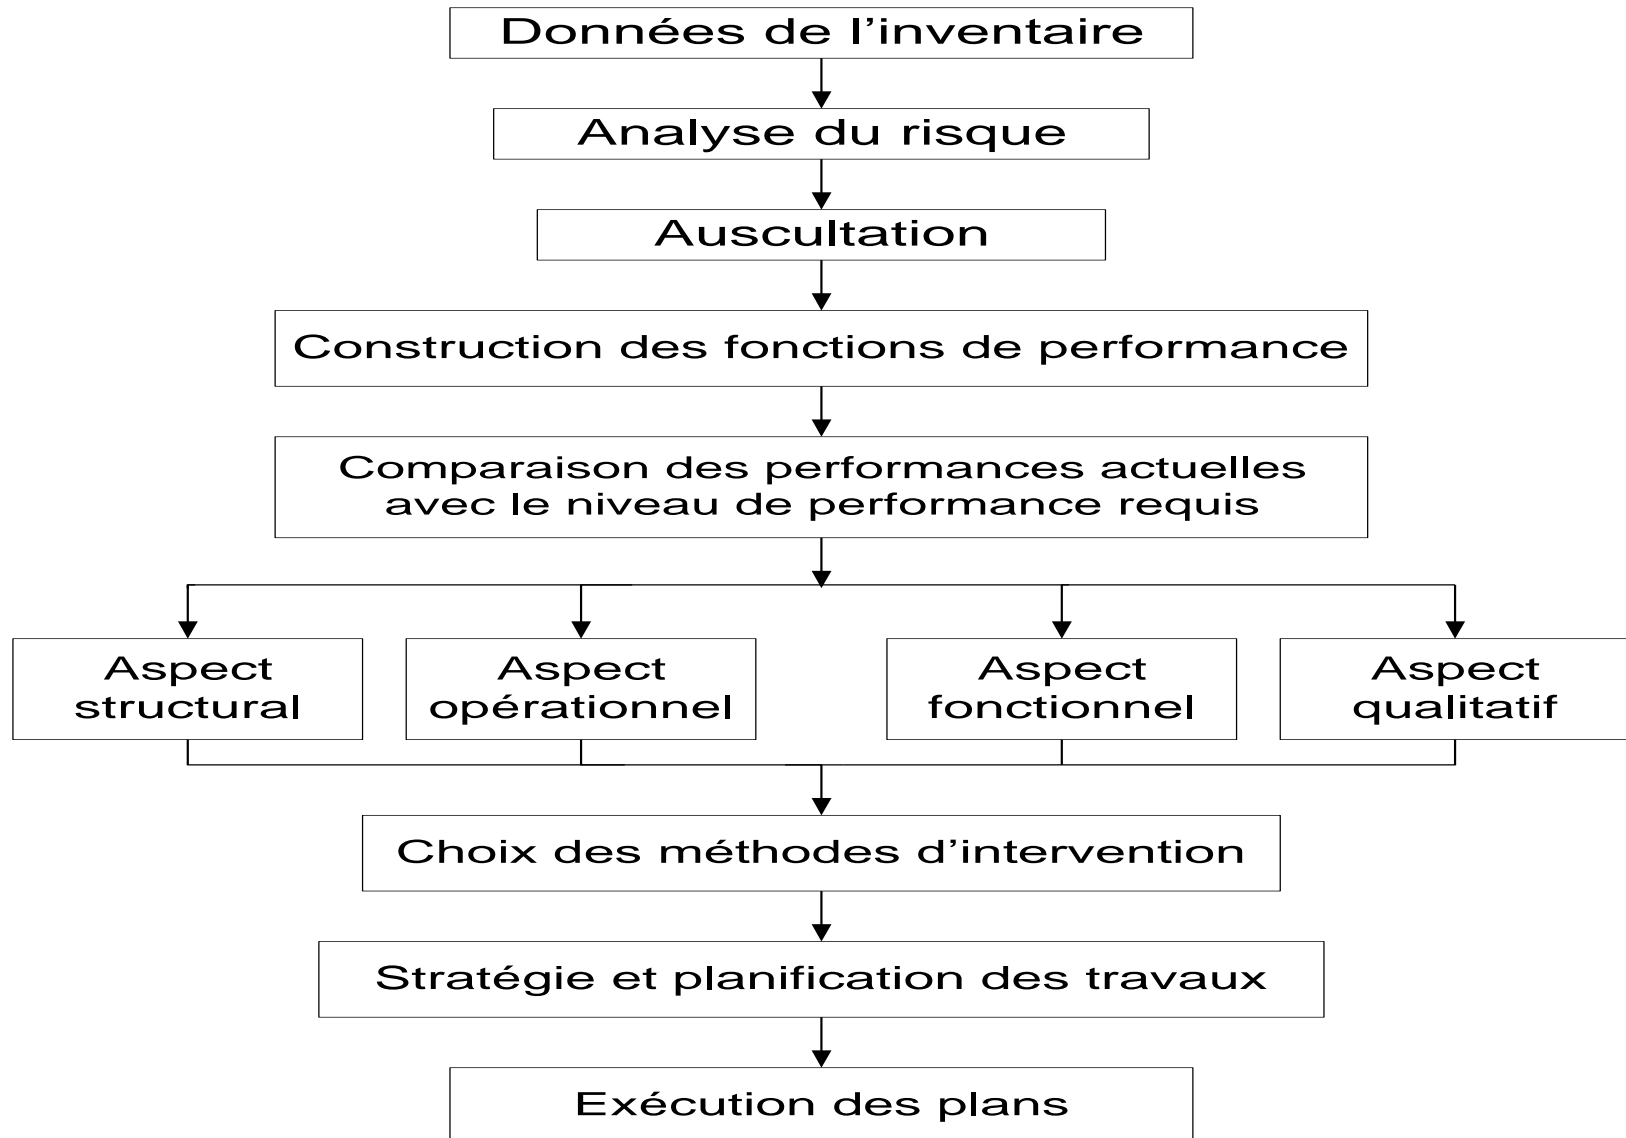 Données de l’inventaire
Analyse du risque
Auscultation
Construction des fonctions de performance
Comparaison des performances actuelles
avec le niveau de performance requis
Aspect
structural
Aspect
opérationnel
Aspect
fonctionnel
Aspect
qualitatif
Choix des méthodes d’intervention
Stratégie et planification des travaux
Exécution des plans